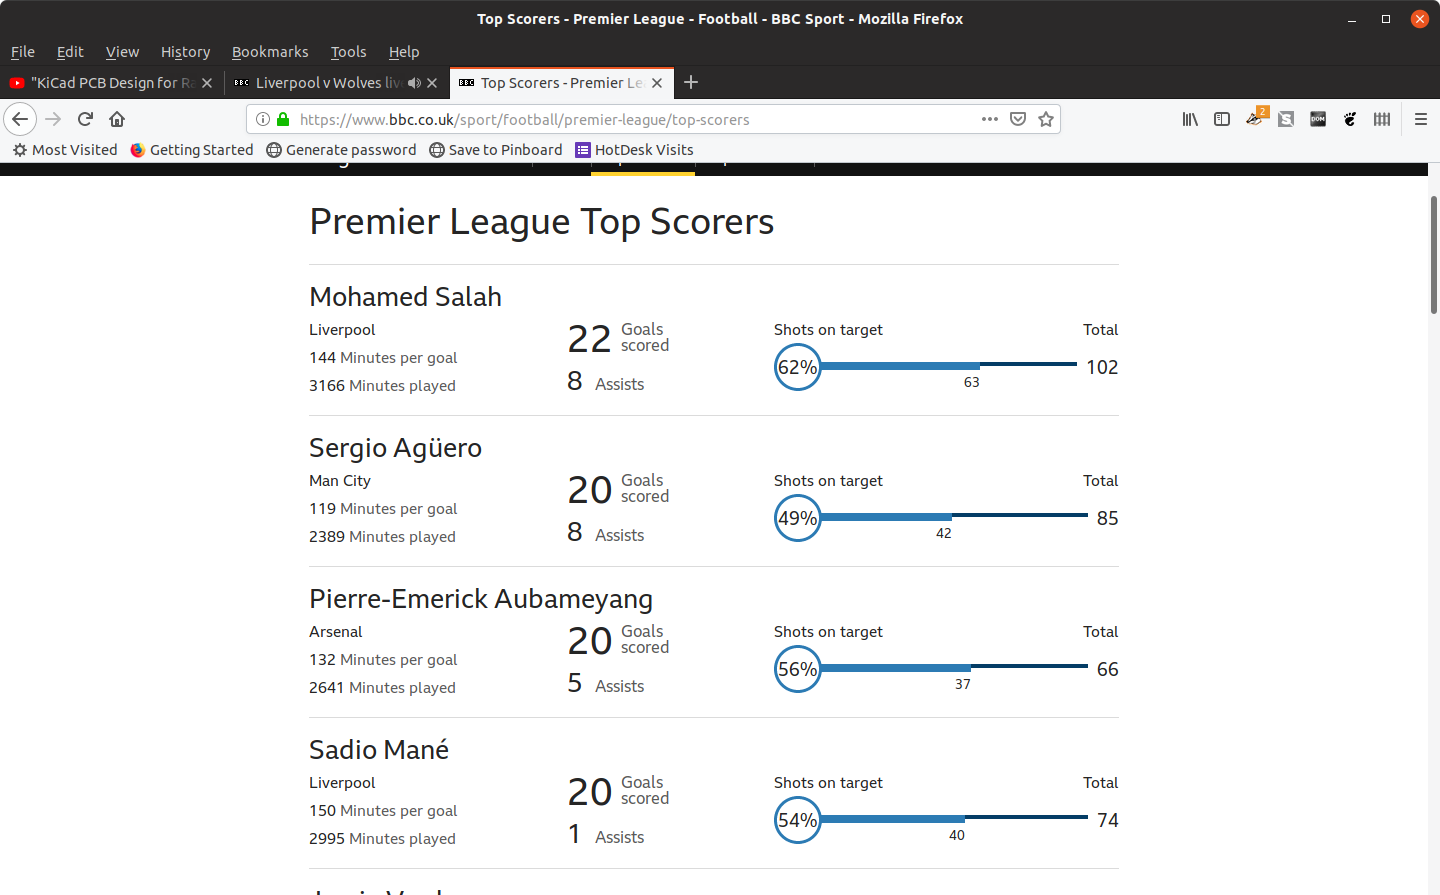 Top Scorers - Premier League - Football - BBC Sport - Mozilla Firefox
File Edit View History Bookmarks Tools Help
"KiCad PCB Design for Ra BBC Liverpool v Wolves live BBC Top Scorers - Premier Le
https://www.bbc.co.uk/sport/football/premier-league/top-scorers 2 S DOM
Most Visited Getting Started Generate password Save to Pinboard HotDesk Visits
Premier League Top Scorers
Mohamed Salah
Liverpool 22 Goals scored Shots on target Total
144 Minutes per goal 62% 102
3166 Minutes played 8 Assists 63
Sergio Agüero
Man City 20 Goals scored Shots on target Total
119 Minutes per goal 49% 85
2389 Minutes played 8 Assists 42
Pierre-Emerick Aubameyang
Arsenal 20 Goals scored Shots on target Total
132 Minutes per goal 56% 66
2641 Minutes played 5 Assists 37
Sadio Mané
Liverpool 20 Goals scored Shots on target Total
150 Minutes per goal 54% 74
2995 Minutes played 1 Assists 40